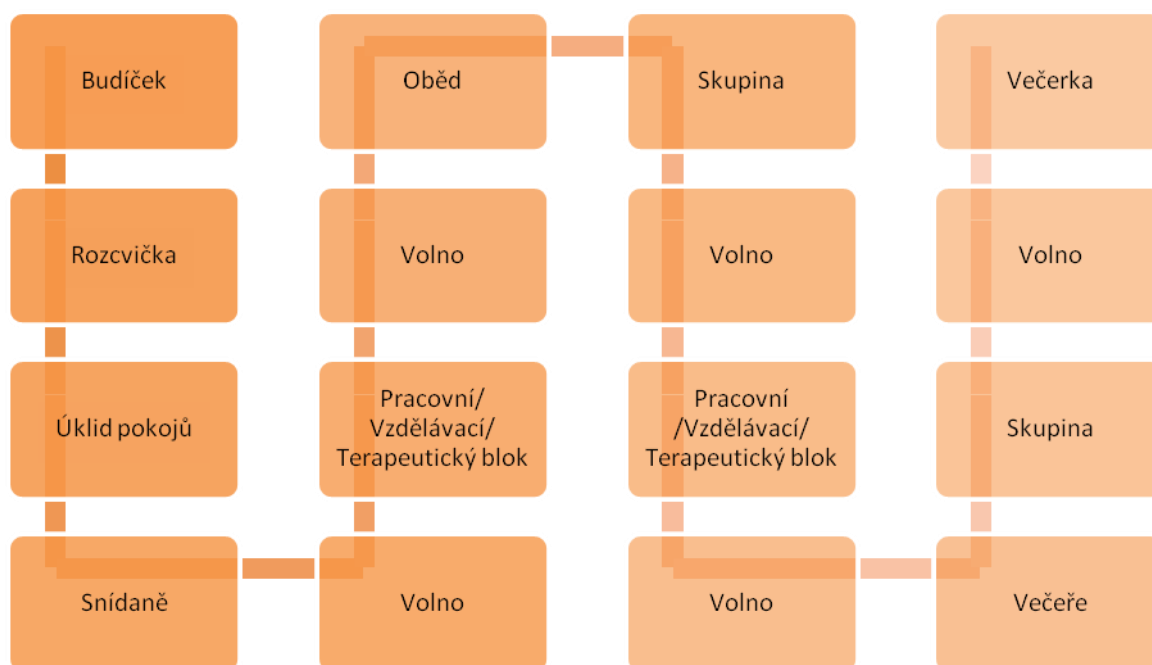 Budíček
Rozcvička
Úklid pokojů
Snídaně
Volno
Pracovní/
Vzdělávací/
Terapeutický blok
Volno
Oběd
Skupina
Volno
Pracovní
/Vzdělávací/
Terapeutický blok
Volno
Večeře
Skupina
Volno
Večerka